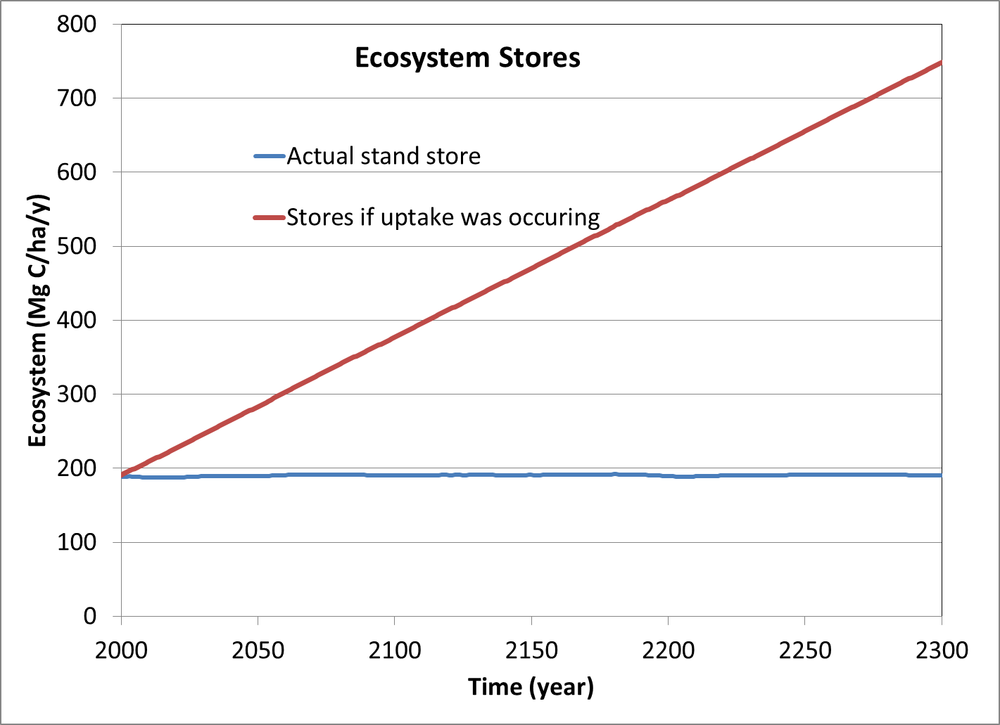 Ecosystem Stores
Actual stand store
Stores if uptake was occuring
Ecosystem (Mg C/ha/y)
800
700
600
500
400
300
200
100
0
2000 2050 2100 2150 2200 2250 2300
Time (year)